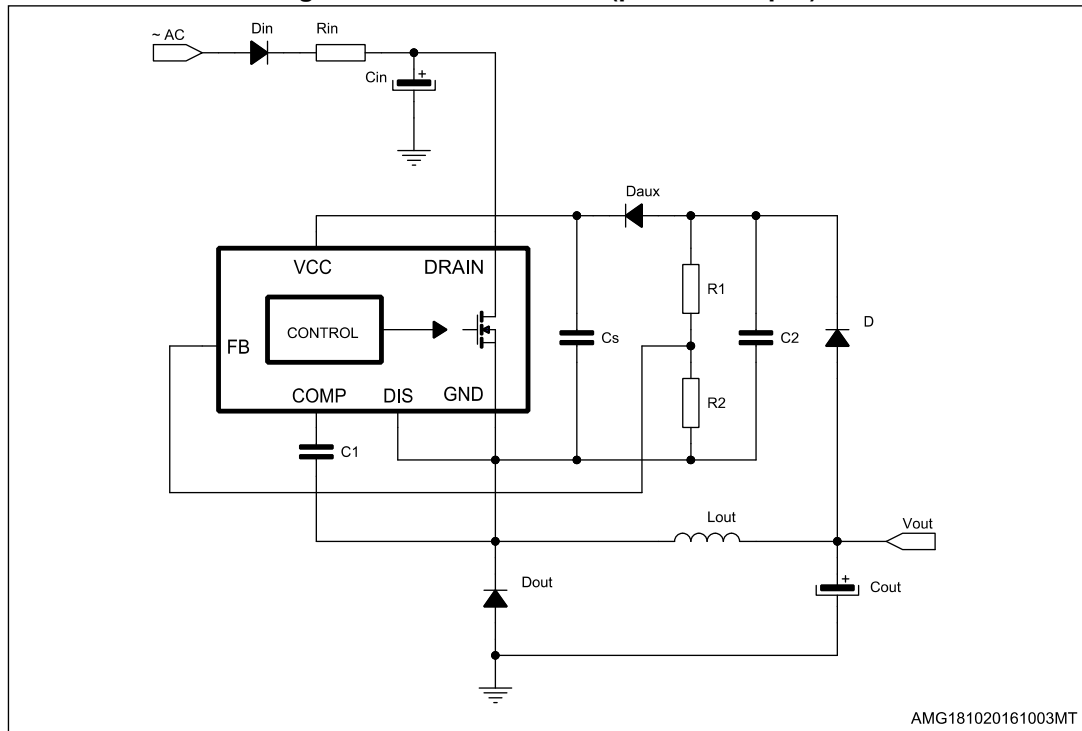 ~ AC
Din
Rin
Cin
+
Daux
VCC
DRAIN
R1
CONTROL
Cs
C2
D
FB
R2
COMP
DIS
GND
C1
Lout
Vout
Dout
+
Cout
AMG181020161003MT